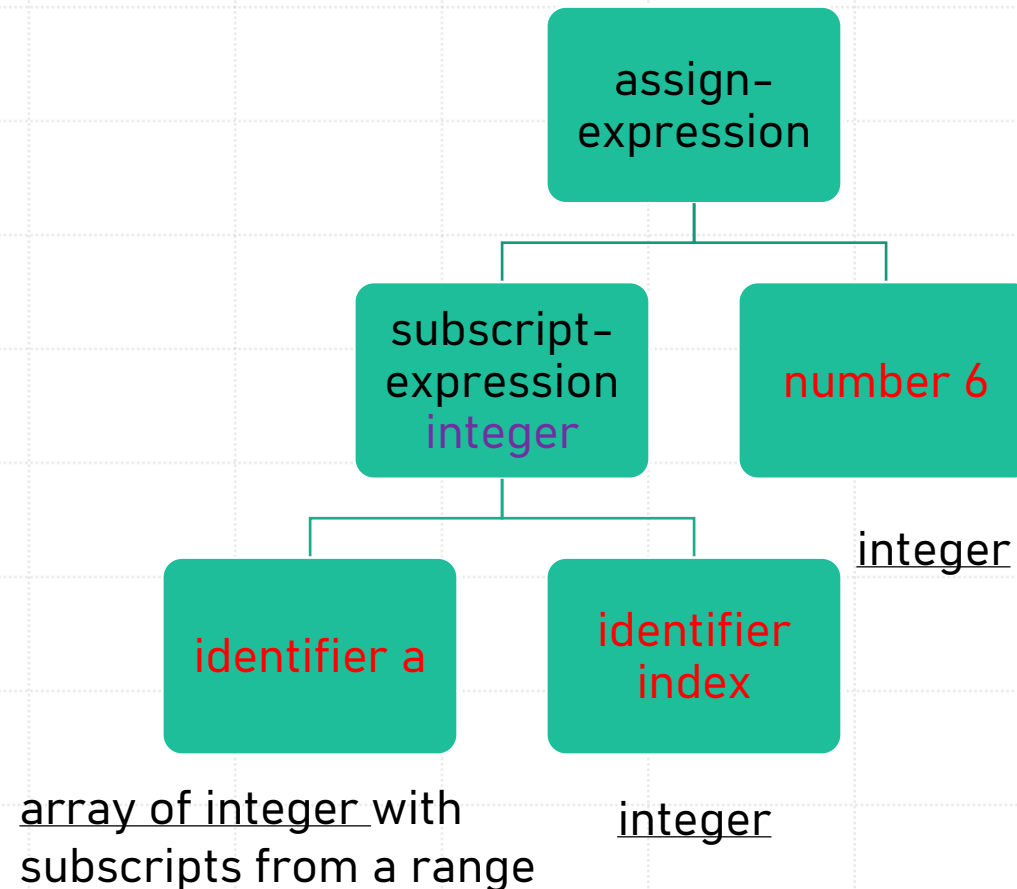 assign-
expression
subscript-
expression
integer
number 6
integer
identifier a
identifier
index
array of integer with
subscripts from a range
integer